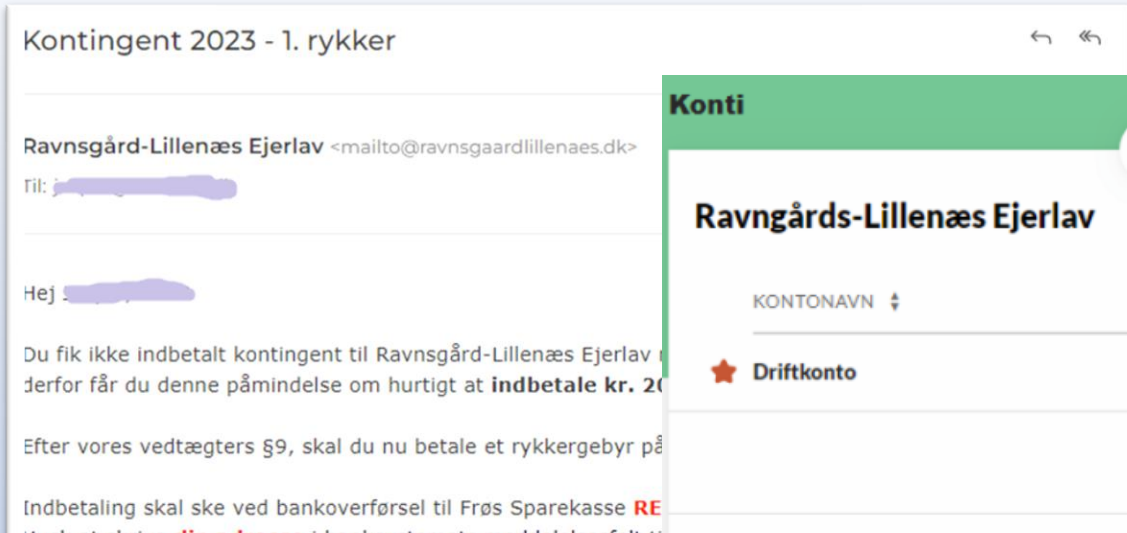 Kontingent 2023 - 1. rykker
Ravnsgård-Lillenæs Ejerlav <mailto@ravnsgaardlillenaes.dk>
Til:
Hej
Du fik ikke indbetalt kontingent til Ravnsgård-Lillenæs Ejerlav
derfor får du denne påmindelse om hurtigt at indbetale kr. 20
Efter vores vedtægters §9, skal du nu betale et rykkergebyr på
Indbetaling skal ske ved bankoverførsel til Frøs Sparekasse RE
Konti
Ravngårds-Lillenæs Ejerlav
KONTONAVN
Driftkonto